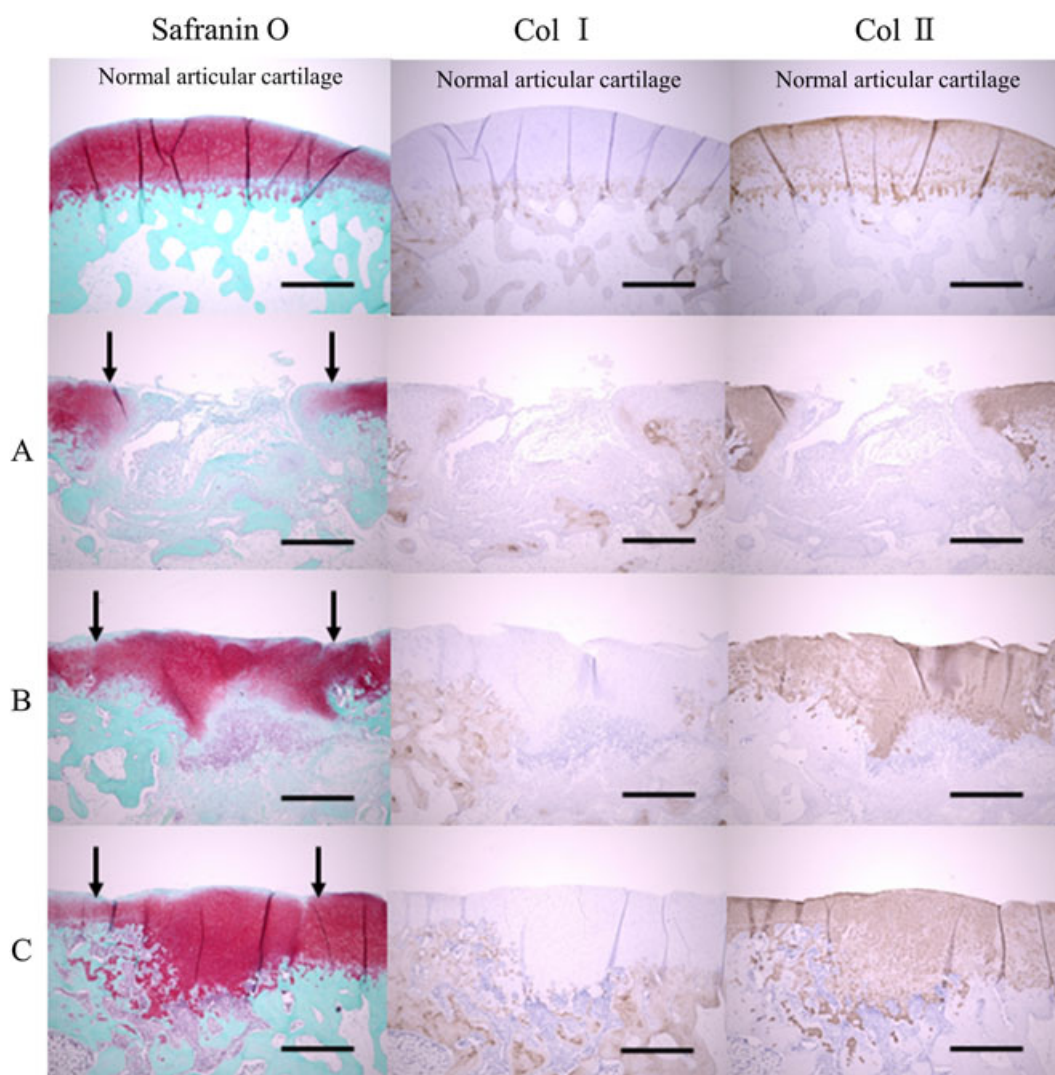 Safranin O Col Ⅰ Col Ⅱ
Normal articular cartilage Normal articular cartilage Normal articular cartilage
A
B
C